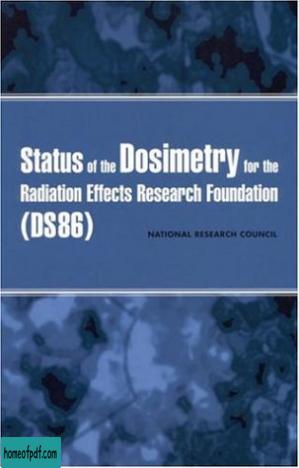 Status of the Dosimetry for the
Radiation Effects Research Foundation
(DS86) NATIONAL RESEARCH COUNCIL
homeofpdf.com